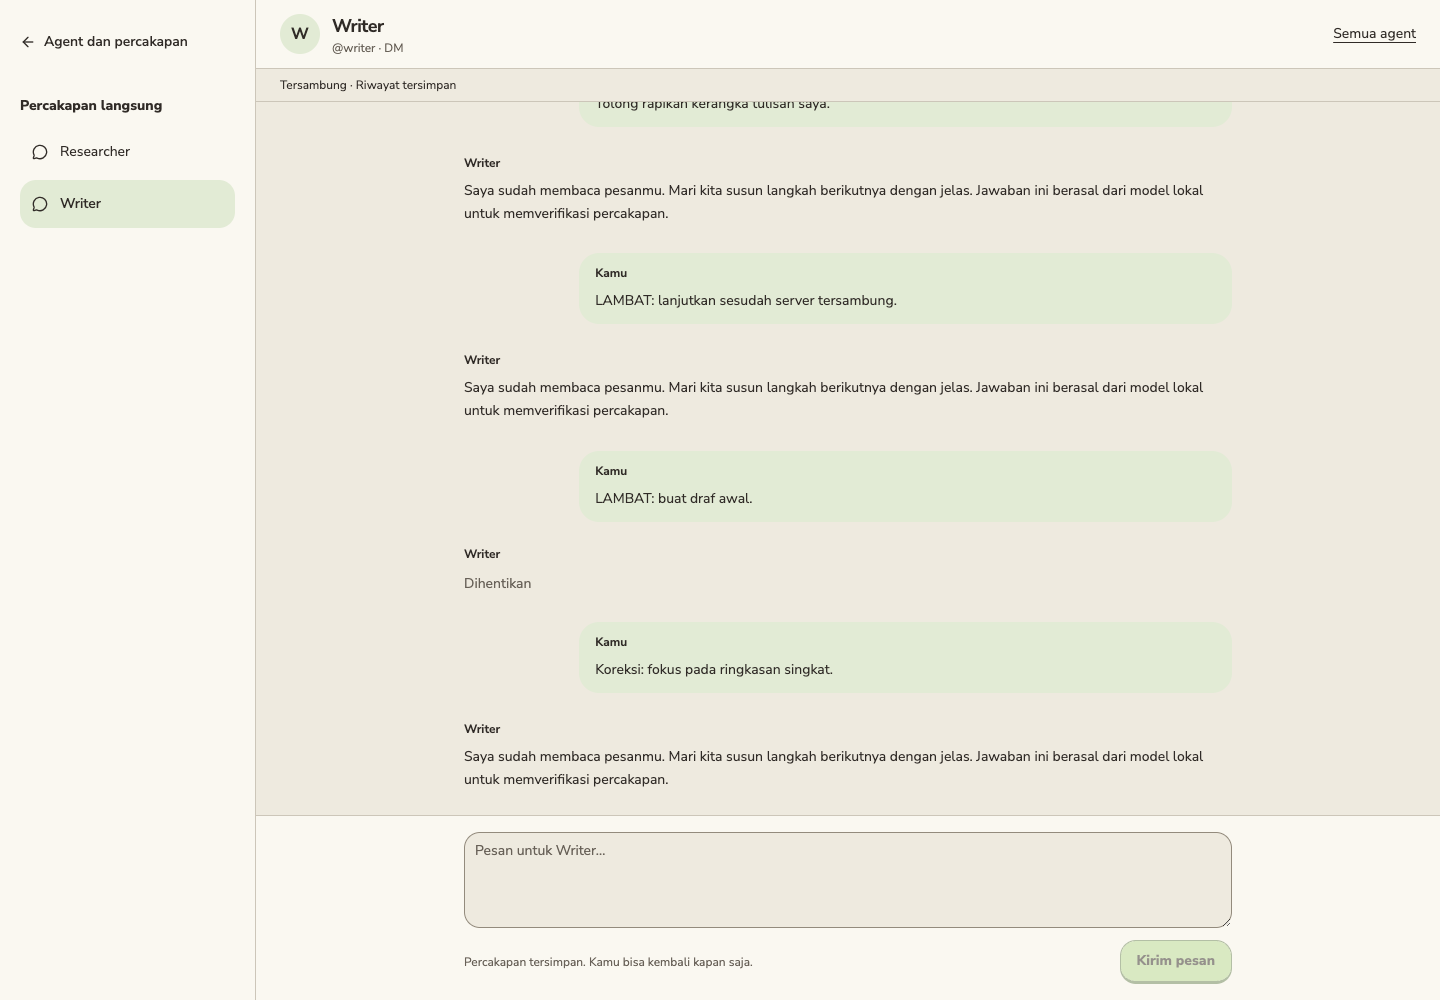 Agent dan percakapan
Percakapan langsung
Researcher
Writer
W
Writer
@writer · DM
Semua agent
Tersambung · Riwayat tersimpan
Tolong rapikan kerangka tulisan saya.
Writer
Saya sudah membaca pesanmu. Mari kita susun langkah berikutnya dengan jelas. Jawaban ini berasal dari model lokal
untuk memverifikasi percakapan.
Kamu
LAMBAT: lanjutkan sesudah server tersambung.
Writer
Saya sudah membaca pesanmu. Mari kita susun langkah berikutnya dengan jelas. Jawaban ini berasal dari model lokal
untuk memverifikasi percakapan.
Kamu
LAMBAT: buat draf awal.
Writer
Dihentikan
Kamu
Koreksi: fokus pada ringkasan singkat.
Writer
Saya sudah membaca pesanmu. Mari kita susun langkah berikutnya dengan jelas. Jawaban ini berasal dari model lokal
untuk memverifikasi percakapan.
Pesan untuk Writer...
Percakapan tersimpan. Kamu bisa kembali kapan saja.
Kirim pesan